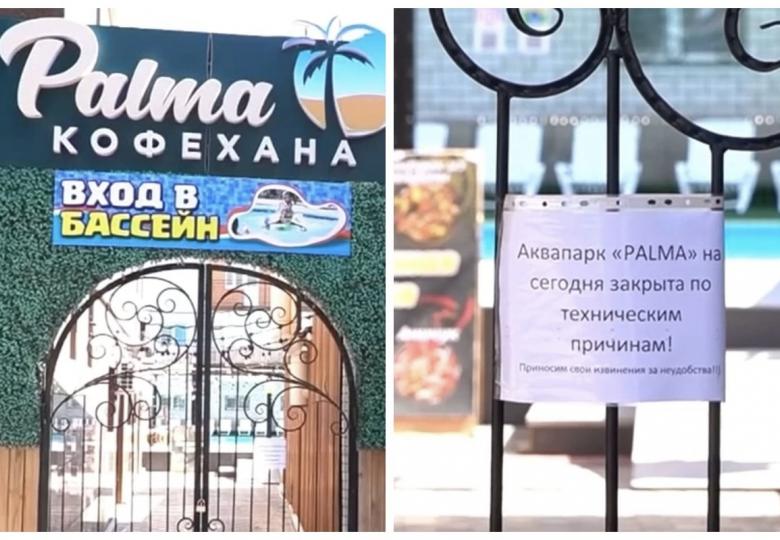 Palma
КОФЕХАНА
ВХОД В
БАССЕЙН
Аквапарк «PALMA» на
сегодня закрыта по
техническим
причинам!
Приносим свои извинения за неудобства!!)